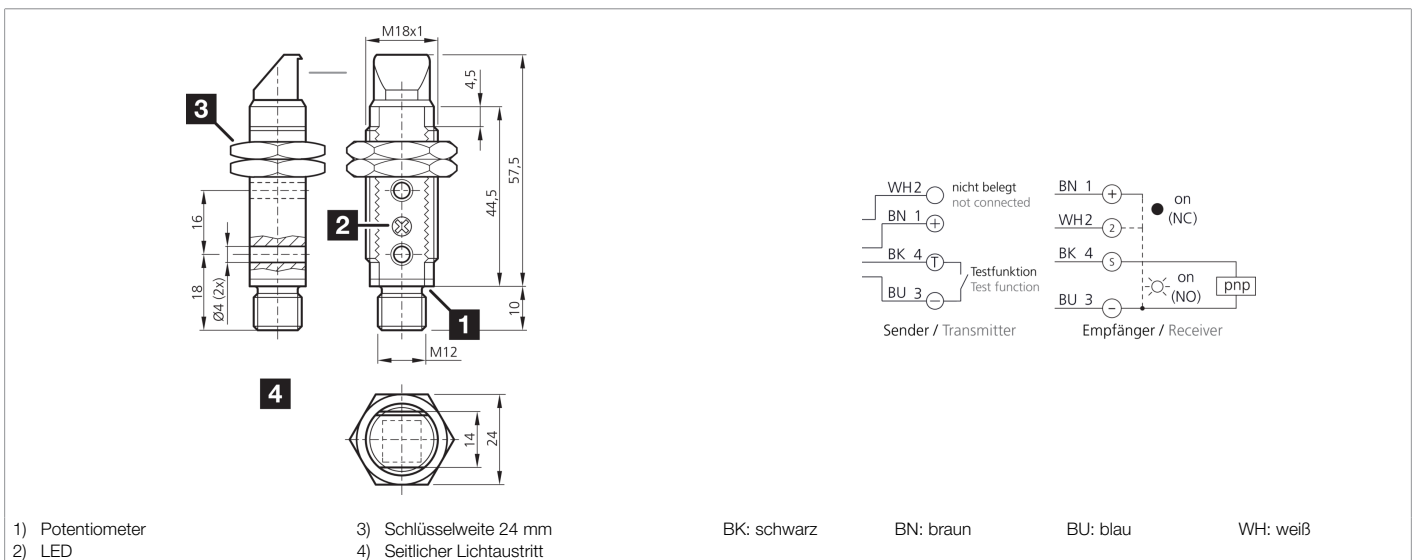 M18x1
4,5
57,5
44,5
3
2
1
4
16
18
Ø4 (2x)
10
M12
14
24
WH2 nicht belegt
not connected
BN 1 +
BK 4 T
Testfunktion
Test function
BU 3 −
Sender / Transmitter
BN 1 +
on
(NC)
WH2 2
BK 4 S
on
(NO)
pnp
BU 3 −
Empfänger / Receiver
1) Potentiometer
2) LED
3) Schlüsselweite 24 mm
4) Seitlicher Lichtaustritt
BK: schwarz BN: braun BU: blau WH: weiß